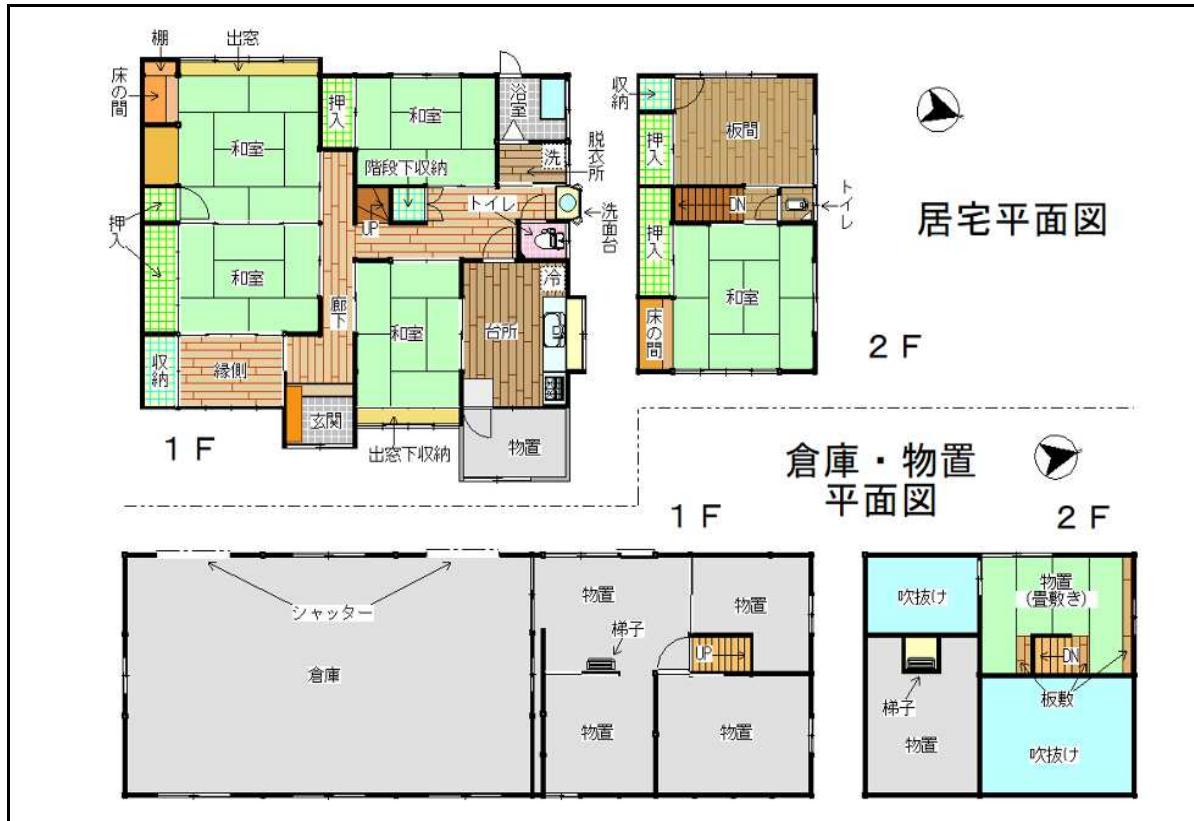 棚
出窓
床の間
押入
和室
浴室
和室
階段下収納
洗
脱衣所
UP
トイレ
洗面台
押入
和室
廊下
和室
冷
台所
収納
縁側
玄関
出窓下収納
物置
1F
収納
押入
板間
DN
トイレ
押入
和室
床の間
2F
居宅平面図
倉庫・物置
平面図
1F
2F
シャッター
倉庫
物置
物置
梯子
UP
物置
物置
吹抜け
物置
(畳敷き)
DN
梯子
板敷
物置
吹抜け